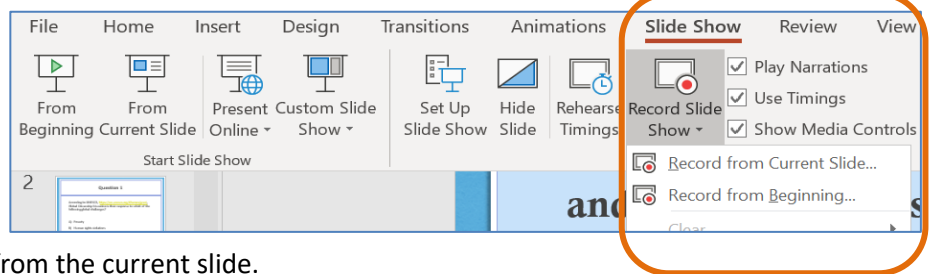 File Home Insert Design Transitions Animations Slide Show Review View
From Beginning
From Current Slide
Present Online
Custom Slide Show
Set Up Slide Show
Hide Slide
Rehearse Timings
Record Slide Show
Play Narrations
Use Timings
Show Media Controls
Start Slide Show
Record from Current Slide...
Record from Beginning...
Clear
2
Question 1
and
s
from the current slide.